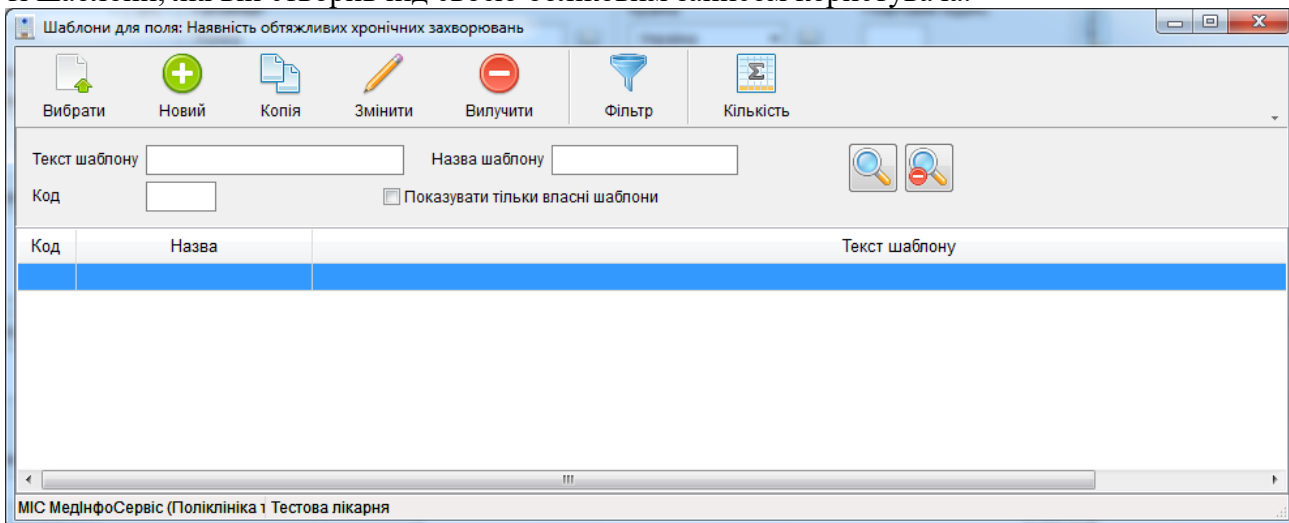 Шаблони для поля: Наявність обтяжливих хронічних захворювань
Вибрати Новий Копія Змінити Вилучити Фільтр Кількість
Текст шаблону Назва шаблону
Код Показувати тільки власні шаблони
Код Назва Текст шаблону
МІС МедІнфоСервіс (Поліклініка т Тестова лікарня